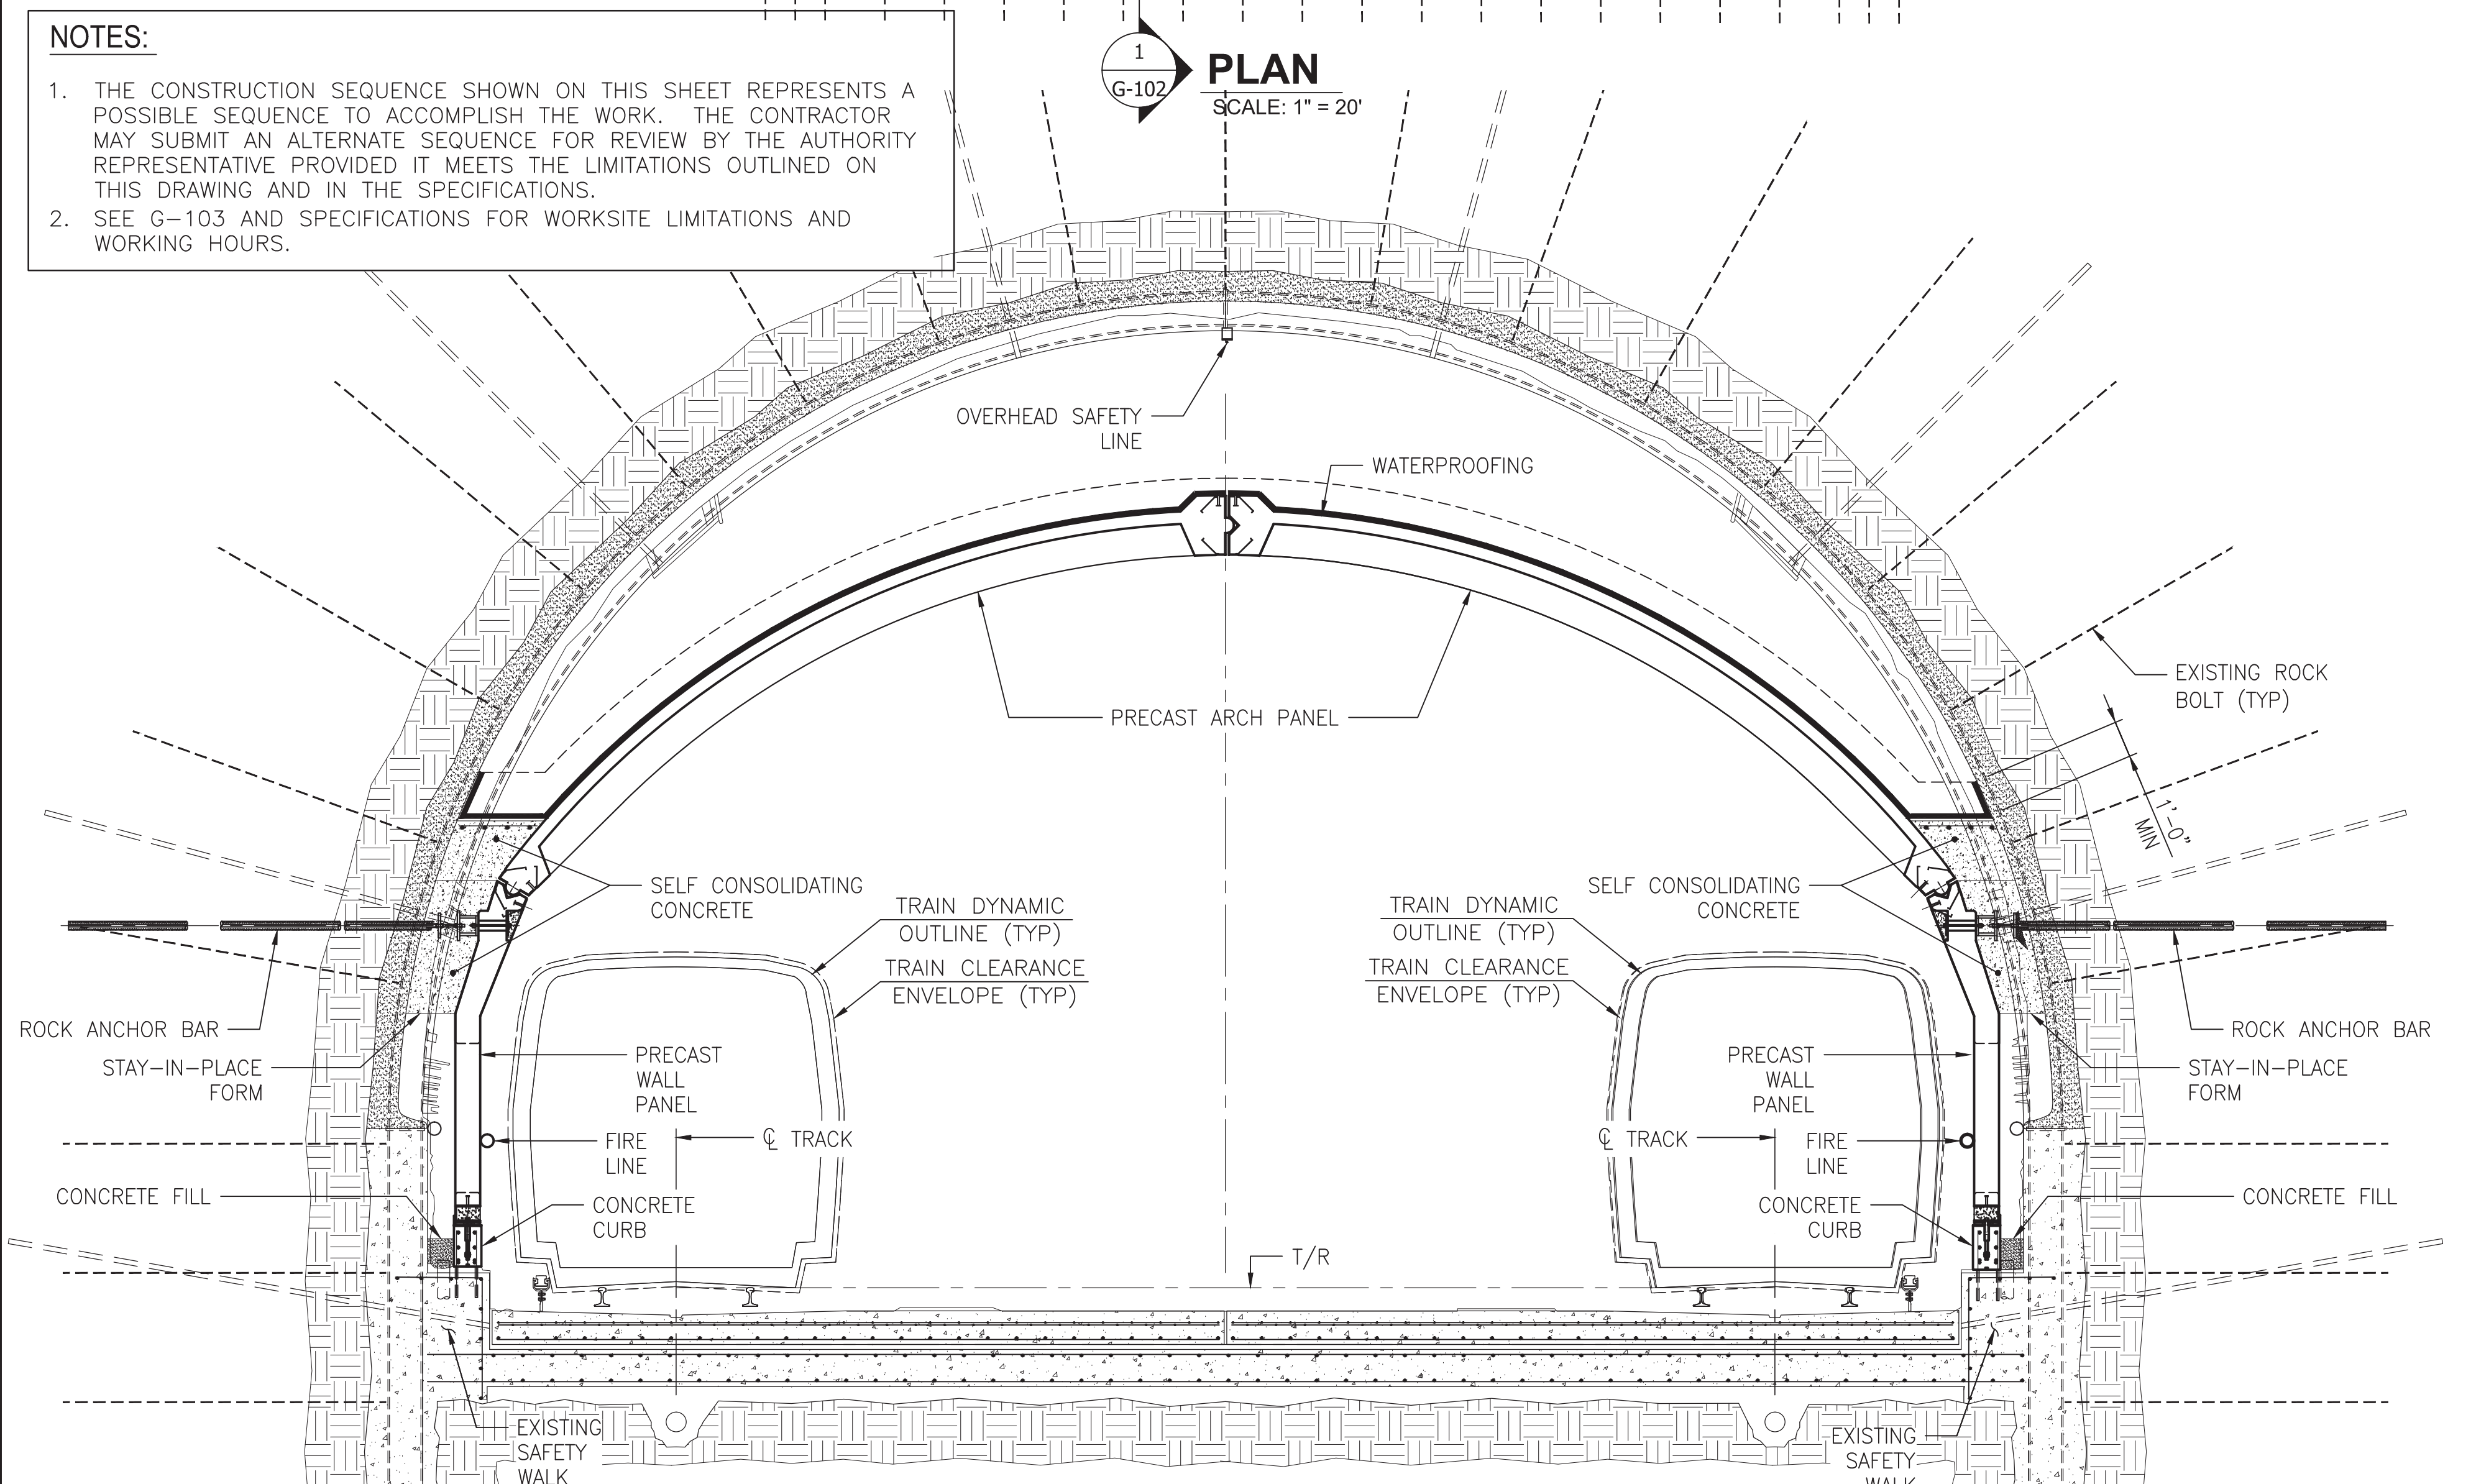 NOTES:
1. THE CONSTRUCTION SEQUENCE SHOWN ON THIS SHEET REPRESENTS A
POSSIBLE SEQUENCE TO ACCOMPLISH THE WORK. THE CONTRACTOR
MAY SUBMIT AN ALTERNATE SEQUENCE FOR REVIEW BY THE AUTHORITY
REPRESENTATIVE PROVIDED IT MEETS THE LIMITATIONS OUTLINED ON
THIS DRAWING AND IN THE SPECIFICATIONS.
2. SEE G-103 AND SPECIFICATIONS FOR WORKSITE LIMITATIONS AND
WORKING HOURS.
1
G-102
PLAN
SCALE: 1" = 20'
OVERHEAD SAFETY
LINE
WATERPROOFING
EXISTING ROCK
BOLT (TYP)
PRECAST ARCH PANEL
1'-0"
MIN
SELF CONSOLIDATING
CONCRETE
TRAIN DYNAMIC
OUTLINE (TYP)
TRAIN CLEARANCE
ENVELOPE (TYP)
TRAIN DYNAMIC
OUTLINE (TYP)
TRAIN CLEARANCE
ENVELOPE (TYP)
SELF CONSOLIDATING
CONCRETE
ROCK ANCHOR BAR
STAY-IN-PLACE
FORM
PRECAST
WALL
PANEL
FIRE
LINE
℄ TRACK
CONCRETE FILL
CONCRETE
CURB
T/R
℄ TRACK
PRECAST
WALL
PANEL
FIRE
LINE
CONCRETE
CURB
ROCK ANCHOR BAR
STAY-IN-PLACE
FORM
CONCRETE FILL
EXISTING
SAFETY
WALK
EXISTING
SAFETY
WALK